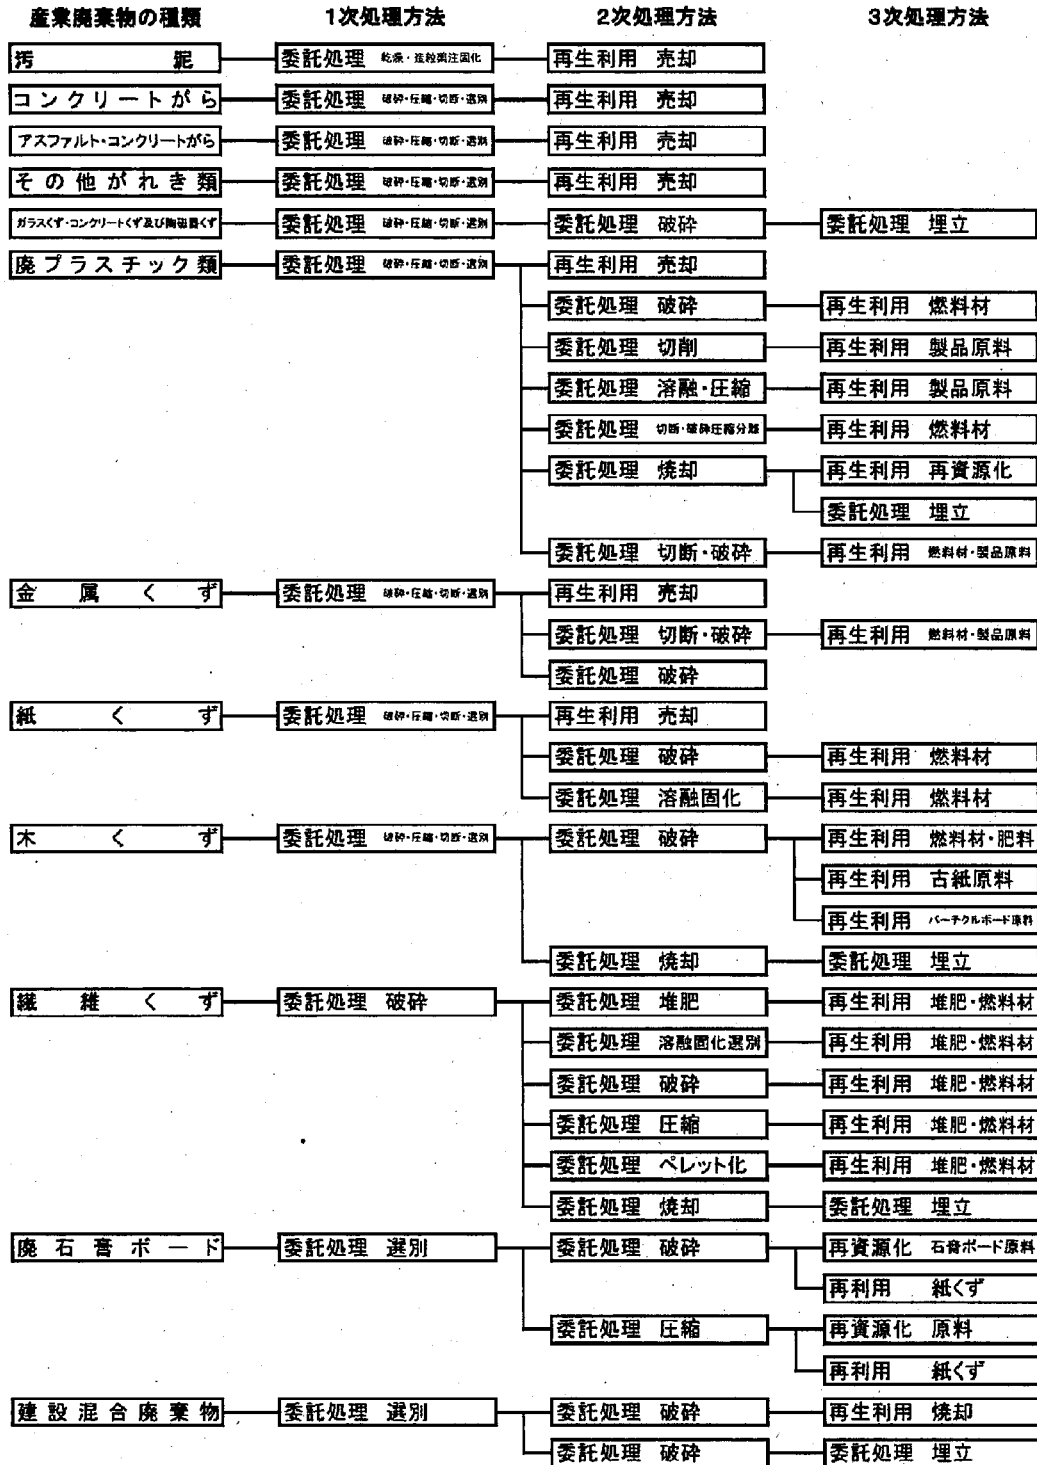 産業廃棄物の種類 1次処理方法 2次処理方法 3次処理方法
汚泥 委託処理 乾燥・造粒薬注固化 再生利用 売却
コンクリートがら 委託処理 破砕・圧縮・切断・選別 再生利用 売却
アスファルト・コンクリートがら 委託処理 破砕・圧縮・切断・選別 再生利用 売却
その他がれき類 委託処理 破砕・圧縮・切断・選別 再生利用 売却
ガラスくず・コンクリートくず及び陶磁器くず 委託処理 破砕・圧縮・切断・選別 委託処理 破砕 委託処理 埋立
廃プラスチック類 委託処理 破砕・圧縮・切断・選別 再生利用 売却
委託処理 破砕 再生利用 燃料材
委託処理 切削 再生利用 製品原料
委託処理 溶融・圧縮 再生利用 製品原料
委託処理 切断・破砕圧縮分離 再生利用 燃料材
委託処理 焼却 再生利用 再資源化
委託処理 埋立
委託処理 切断・破砕 再生利用 燃料材・製品原料
金属くず 委託処理 破砕・圧縮・切断・選別 再生利用 売却
委託処理 切断・破砕 再生利用 燃料材・製品原料
委託処理 破砕
紙くず 委託処理 破砕・圧縮・切断・選別 再生利用 売却
委託処理 破砕 再生利用 燃料材
委託処理 溶融固化 再生利用 燃料材
木くず 委託処理 破砕・圧縮・切断・選別 委託処理 破砕 再生利用 燃料材・肥料
再生利用 古紙原料
再生利用 パーチクルボード原料
委託処理 焼却 委託処理 埋立
繊維くず 委託処理 破砕 委託処理 堆肥 再生利用 堆肥・燃料材
委託処理 溶融固化選別 再生利用 堆肥・燃料材
委託処理 破砕 再生利用 堆肥・燃料材
委託処理 圧縮 再生利用 堆肥・燃料材
委託処理 ペレット化 再生利用 堆肥・燃料材
委託処理 焼却 委託処理 埋立
廃石膏ボード 委託処理 選別 委託処理 破砕 再資源化 石膏ボード原料
再利用 紙くず
委託処理 圧縮 再資源化 原料
再利用 紙くず
建設混合廃棄物 委託処理 選別 委託処理 破砕 再生利用 焼却
委託処理 破砕 委託処理 埋立